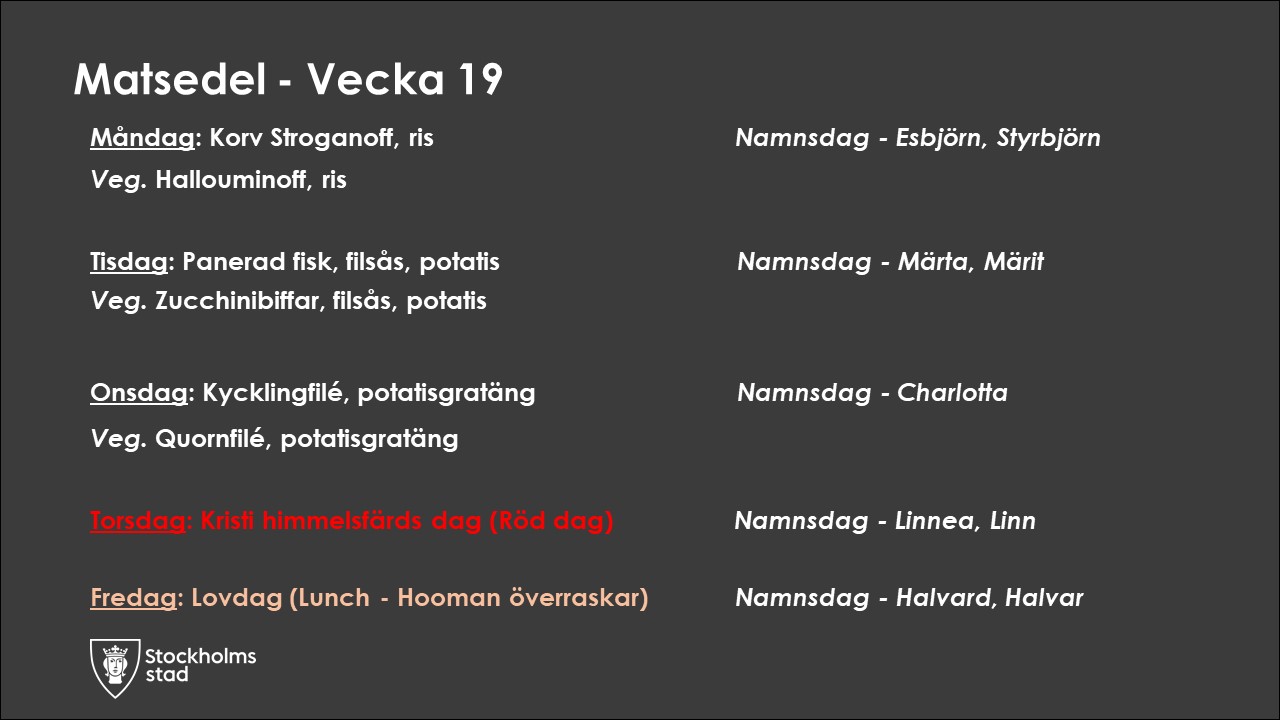 Matsedel - Vecka 19
Måndag: Korv Stroganoff, ris Namnsdag - Esbjörn, Styrbjörn
Veg. Hallouminoff, ris
Tisdag: Panerad fisk, filsås, potatis Namnsdag - Märta, Märit
Veg. Zucchinibiffar, filsås, potatis
Onsdag: Kycklingfilé, potatisgratäng Namnsdag - Charlotta
Veg. Quornfilé, potatisgratäng
Torsdag: Kristi himmelsfärds dag (Röd dag) Namnsdag - Linnea, Linn
Fredag: Lovdag (Lunch - Hooman överraskar) Namnsdag - Halvard, Halvar
Stockholms
stad